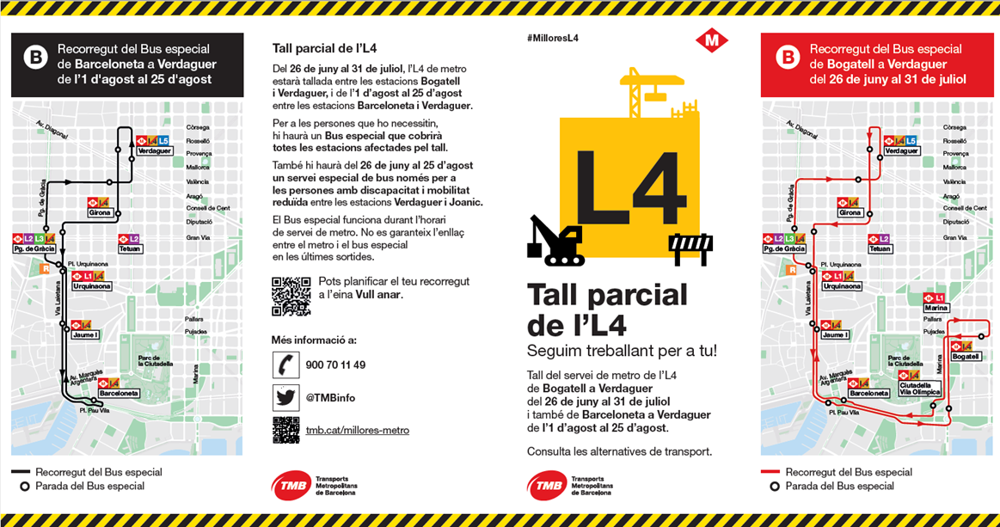 B
Recorregut del Bus especial
de Barceloneta a Verdaguer
de l'1 d'agost al 25 d'agost
Av. Diagonal
Còrsega
Rosselló
Provença
Mallorca
València
Aragó
Consell de Cent
Diputació
Gran Via
M L4 L5
Verdaguer
Pg. de Gràcia
M L4
Girona
M L2 L3 L4
Pg. de Gràcia
M L2
Tetuan
Pl. Urquinaona
R
M L1 L4
Urquinaona
Via Laietana
M L4
Jaume I
Pallars
Pujades
Parc de
la Ciutadella
Marina
Av. Marquès
Argentera
M L4
Barceloneta
Pl. Pau Vila
Recorregut del Bus especial
Parada del Bus especial
Tall parcial de l'L4
Del 26 de juny al 31 de juliol, l'L4 de metro
estarà tallada entre les estacions Bogatell
i Verdaguer, i de l'1 d'agost al 25 d'agost
entre les estacions Barceloneta i Verdaguer.
Per a les persones que ho necessitin,
hi haurà un Bus especial que cobrirà
totes les estacions afectades pel tall.
També hi haurà del 26 de juny al 25 d'agost
un servei especial de bus només per a
les persones amb discapacitat i mobilitat
reduïda entre les estacions Verdaguer i Joanic.
El Bus especial funciona durant l'horari
de servei de metro. No es garanteix l'enllaç
entre el metro i el bus especial
en les últimes sortides.
Pots planificar el teu recorregut
a l'eina Vull anar.
Més informació a:
900 70 11 49
@TMBinfo
tmb.cat/millores-metro
TMB
Transports
Metropolitans
de Barcelona
#MilloresL4
M
L4
Tall parcial
de l'L4
Seguim treballant per a tu!
Tall del servei de metro de l'L4
de Bogatell a Verdaguer
del 26 de juny al 31 de juliol
i també de Barceloneta a Verdaguer
de l'1 d'agost al 25 d'agost.
Consulta les alternatives de transport.
TMB
Transports
Metropolitans
de Barcelona
B
Recorregut del Bus especial
de Bogatell a Verdaguer
del 26 de juny al 31 de juliol
Av. Diagonal
Còrsega
Rosselló
Provença
Mallorca
València
Aragó
Consell de Cent
Diputació
Gran Via
M L4 L5
Verdaguer
Pg. de Gràcia
M L4
Girona
M L2 L3 L4
Pg. de Gràcia
M L2
Tetuan
Pl. Urquinaona
R
M L1 L4
Urquinaona
Via Laietana
M L1
Marina
M L4
Jaume I
Pallars
Pujades
Parc de
la Ciutadella
Marina
M L4
Bogatell
Av. Marquès
Argentera
M L4
Ciutadella
Vila Olímpica
M L4
Barceloneta
Pl. Pau Vila
Recorregut del Bus especial
Parada del Bus especial